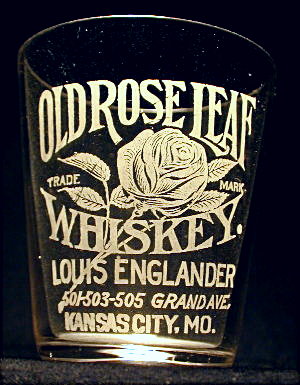 OLD ROSE LEAF
TRADE MARK
WHISKEY.
LOUIS ENGLANDER
501-503-505 GRAND AVE,
KANSAS CITY, MO.